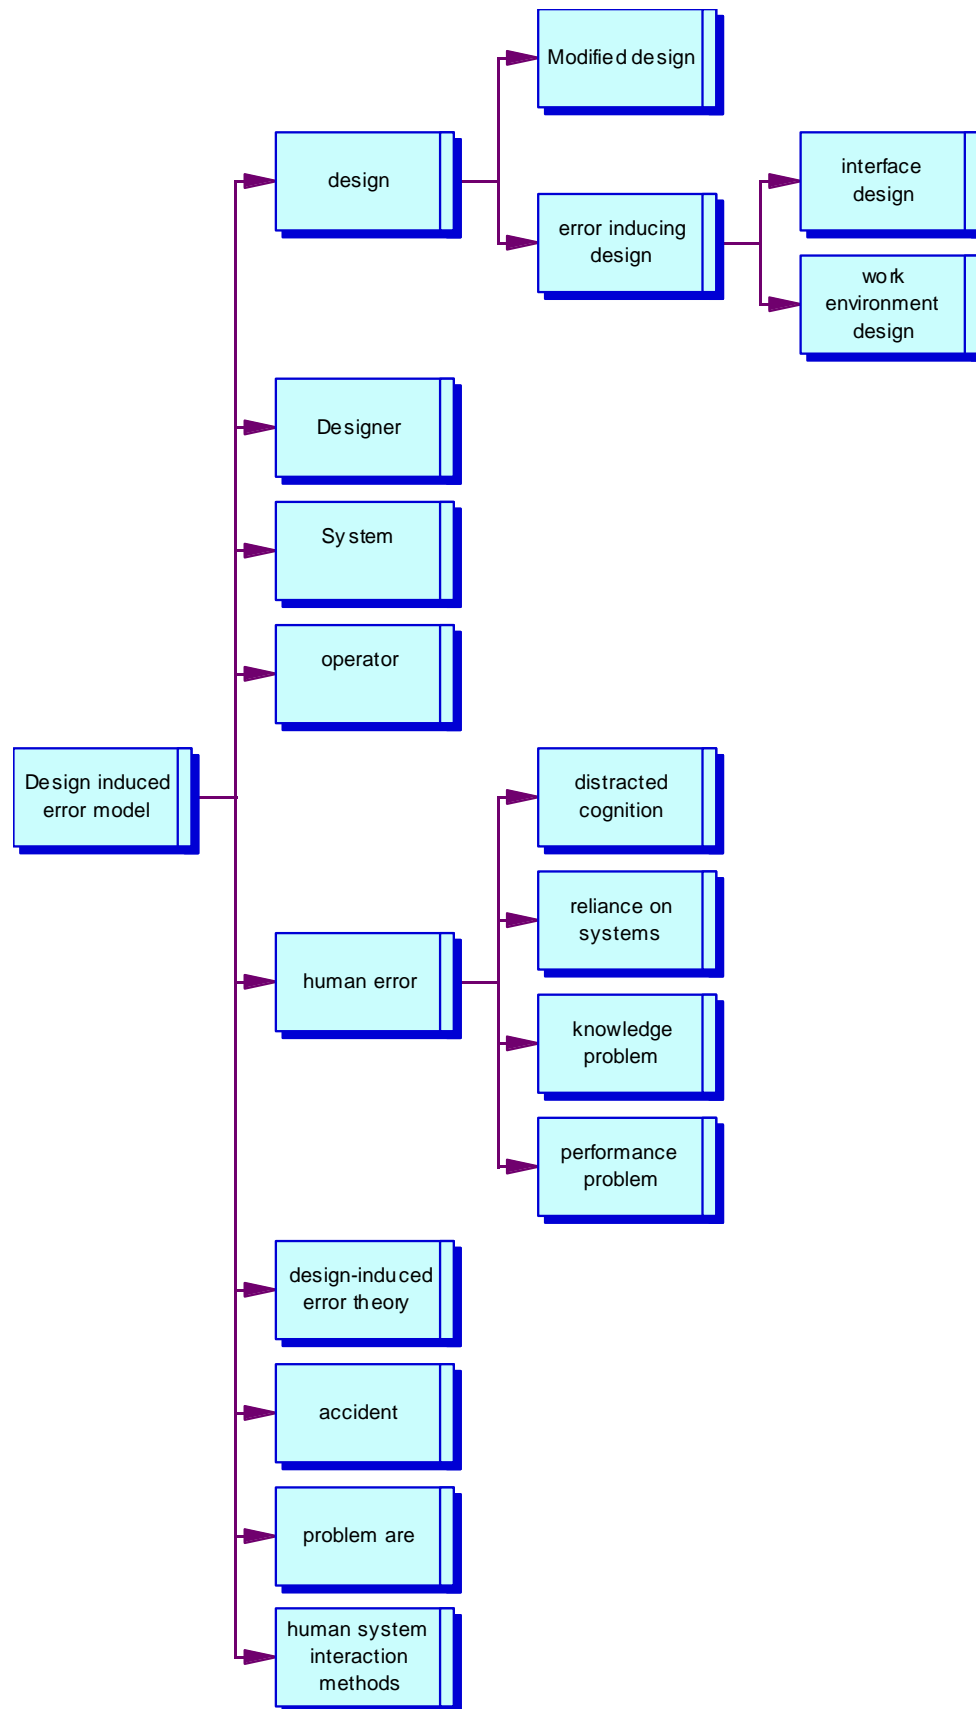 Modified design
design
interface
design
error inducing
design
work
environment
design
Designer
System
operator
Design induced
error model
distracted
cognition
reliance on
systems
human error
knowledge
problem
performance
problem
design-induced
error theory
accident
problem are
human system
interaction
methods